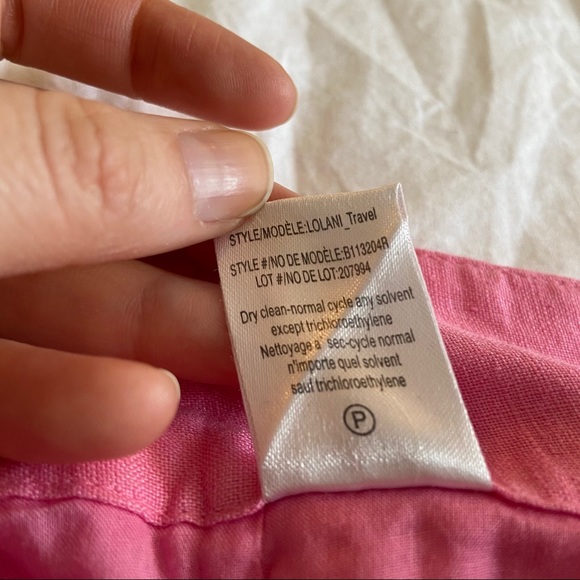 STYLE/MODÈLE:LOLANI_Travel
STYLE #/NO DE MODÈLE:B113204R
LOT #/NO DE LOT:207994
Dry clean-normal cycle any solvent
except trichloroethylene
Nettoyage a` sec-cycle normal
n'importe quel solvent
sauf trichloroethylene
P